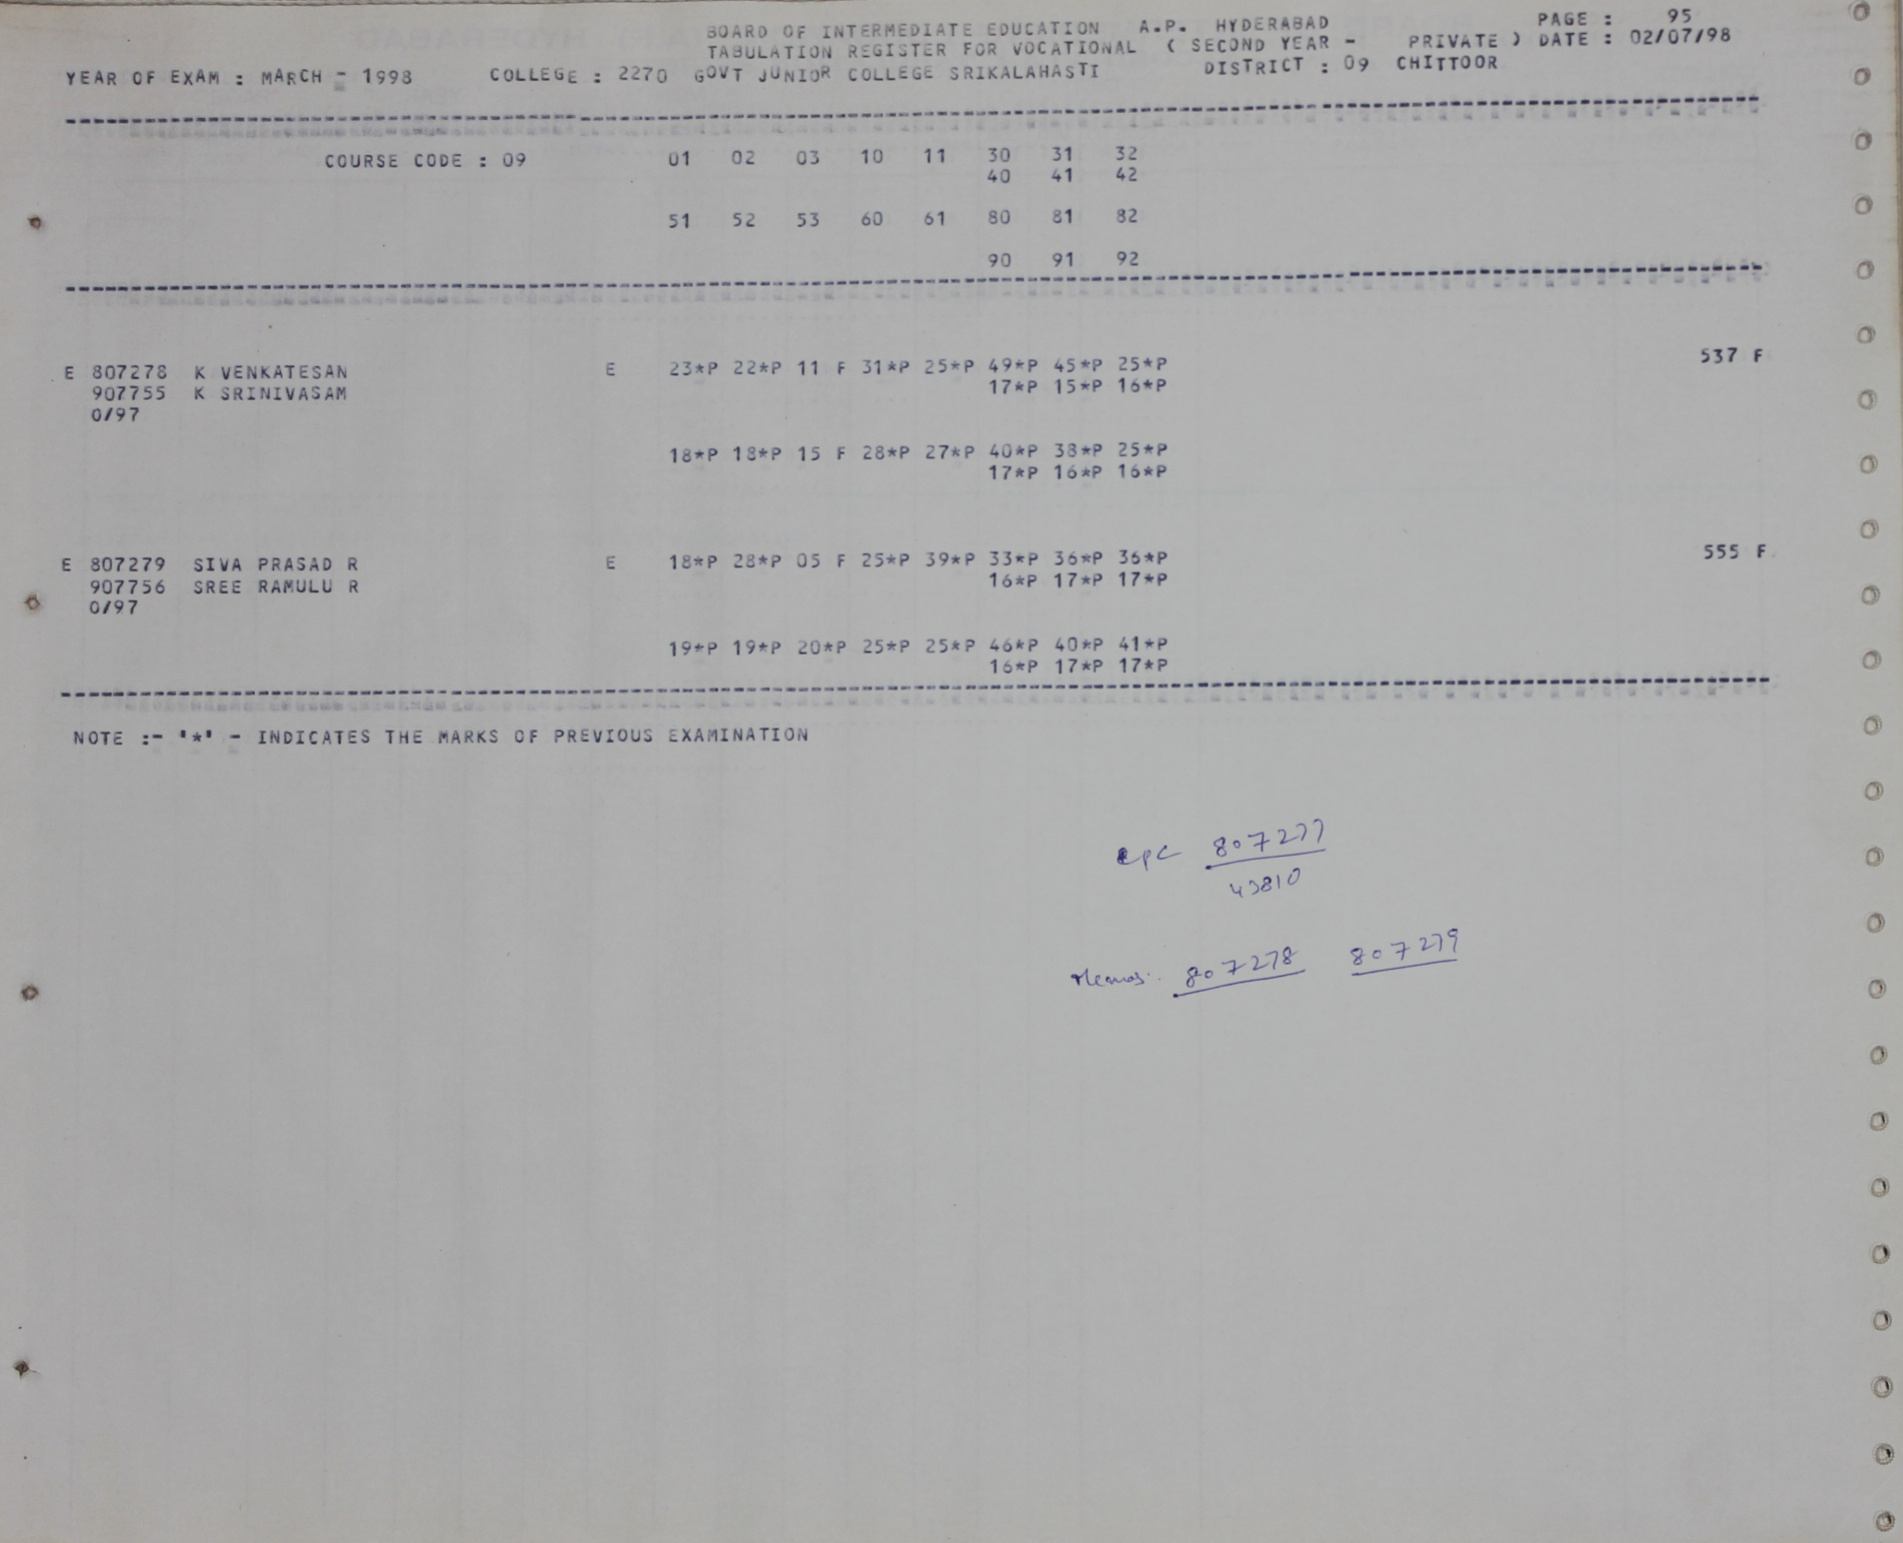 BOARD OF INTERMEDIATE EDUCATION A.P. HYDERABAD PAGE : 95
TABULATION REGISTER FOR VOCATIONAL ( SECOND YEAR - PRIVATE ) DATE : 02/07/98
YEAR OF EXAM : MARCH - 1998 COLLEGE : 2270 GOVT JUNIOR COLLEGE SRIKALAHASTI DISTRICT : 09 CHITTOOR
COURSE CODE : 09 01 02 03 10 11 30 31 32
40 41 42
51 52 53 60 61 80 81 82
90 91 92
E 807278 K VENKATESAN E 23*P 22*P 11 F 31*P 25*P 49*P 45*P 25*P 537 F
907755 K SRINIVASAM 17*P 15*P 16*P
0/97
18*P 18*P 15 F 28*P 27*P 40*P 38*P 25*P
17*P 16*P 16*P
E 807279 SIVA PRASAD R E 18*P 28*P 05 F 25*P 39*P 33*P 36*P 36*P 555 F
907756 SREE RAMULU R 16*P 17*P 17*P
0/97
19*P 19*P 20*P 25*P 25*P 46*P 40*P 41*P
16*P 17*P 17*P
NOTE :- '*' - INDICATES THE MARKS OF PREVIOUS EXAMINATION
807277
43810
Memos. 807278 807279